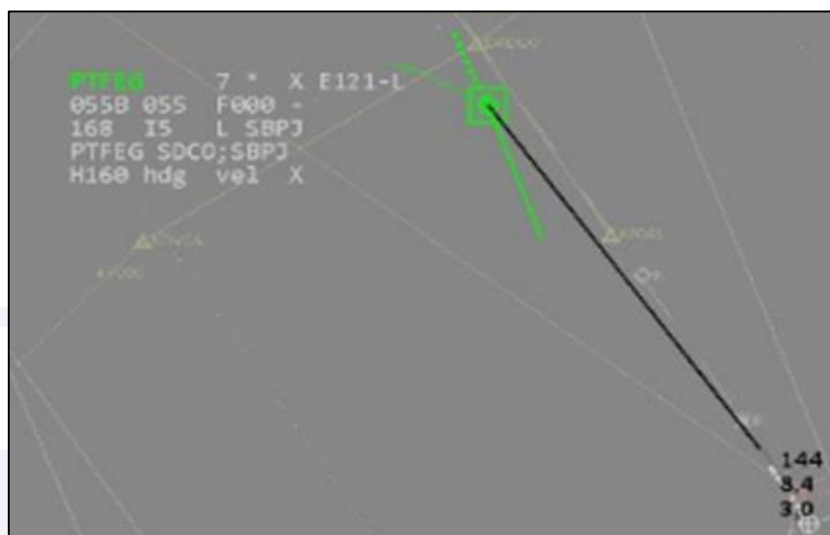 PTFEG 7 * X E121-L
055B 055 F000 -
168 I5 L SBPJ
PTFEG SDCO;SBPJ
H160 hdg vel X
144
8.4
3.0